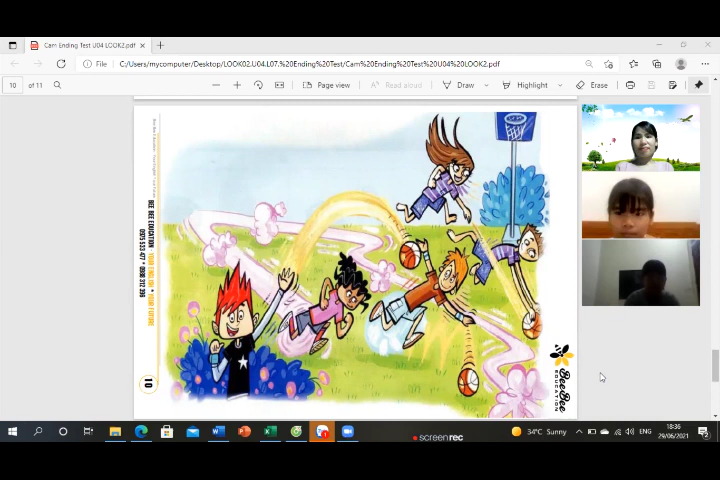 Cam Ending Test U04 LOOK2.pdf
File
C:/Users/mycomputer/Desktop/LOOK02.U04.L07.%20Ending%20Test/Cam%20Ending%20Test%20U04%20LOOK2.pdf
10 of 11
Page view
Read aloud
Draw
Highlight
Erase
BEE BEE EDUATION
10
BeeBee
EDUCATION
SCREENREC
34°C Sunny
ENG
18:36
29/06/2021
2